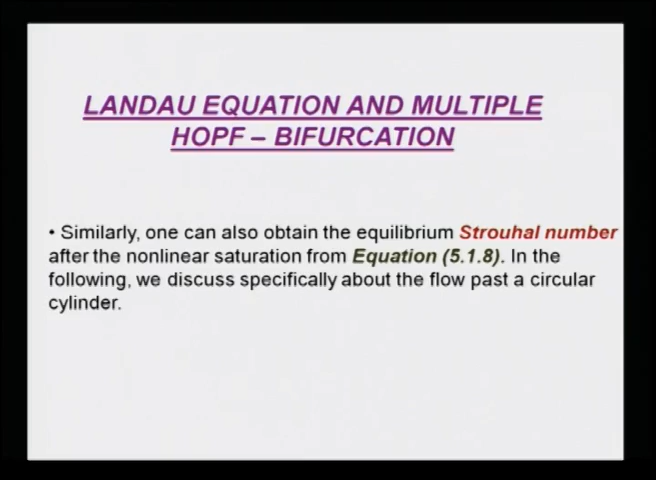 LANDAU EQUATION AND MULTIPLE
HOPF – BIFURCATION
• Similarly, one can also obtain the equilibrium Strouhal number
after the nonlinear saturation from Equation (5.1.8). In the
following, we discuss specifically about the flow past a circular
cylinder.